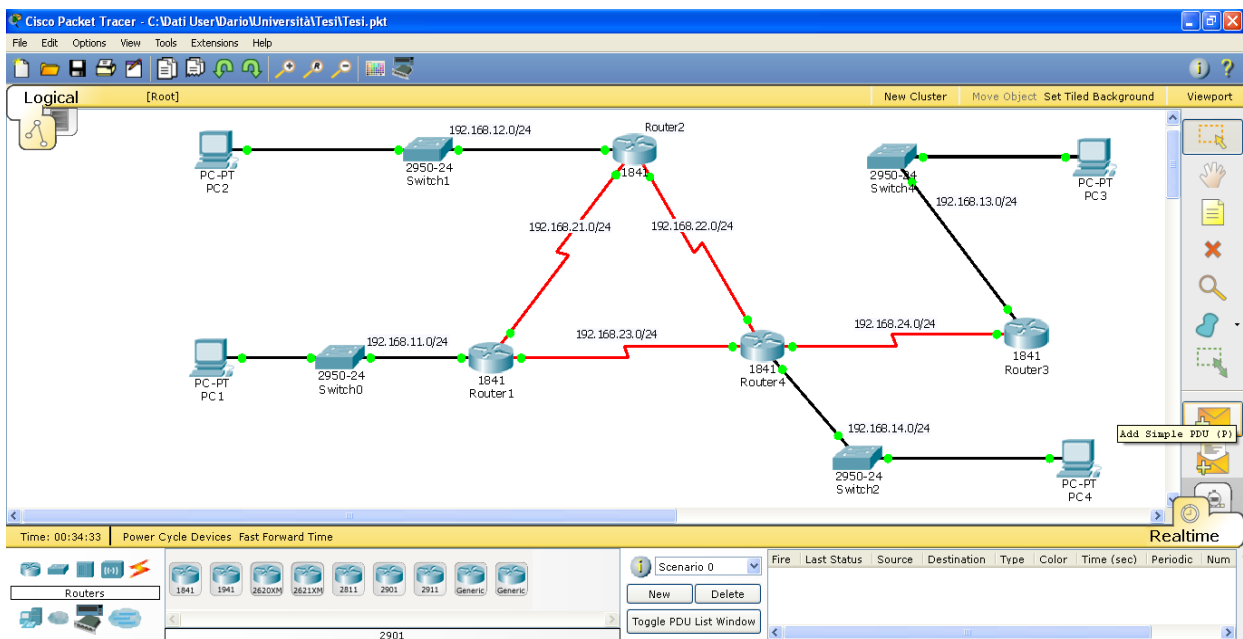 Cisco Packet Tracer - C:\Dati User\Dario\Università\Tesi\Tesi.pkt
File Edit Options View Tools Extensions Help
Logical [Root] New Cluster Move Object Set Tiled Background Viewport
192.168.12.0/24
Router2
1841
PC-PT
PC2
2950-24
Switch1
2950-24
Switch4
PC-PT
PC3
192.168.13.0/24
192.168.21.0/24
192.168.22.0/24
192.168.11.0/24
192.168.23.0/24
192.168.24.0/24
PC-PT
PC1
2950-24
Switch0
1841
Router1
1841
Router4
1841
Router3
192.168.14.0/24
2950-24
Switch2
PC-PT
PC4
Add Simple PDU (P)
Time: 00:34:33 Power Cycle Devices Fast Forward Time
Realtime
Routers
1841 1941 2620XM 2621XM 2811 2901 2911 Generic Generic
2901
Scenario 0
New Delete
Toggle PDU List Window
Fire Last Status Source Destination Type Color Time (sec) Periodic Num